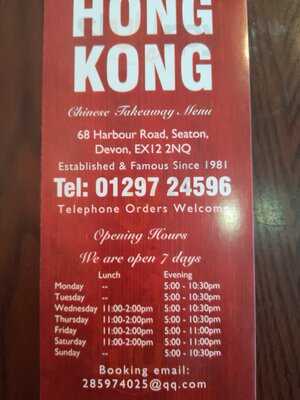 HONG
KONG
Chinese Takeaway Menu
68 Harbour Road, Seaton,
Devon, EX12 2NQ
Established & Famous Since 1981
Tel: 01297 24596
Telephone Orders Welcome
Opening Hours
We are open 7 days
Lunch Evening
Monday -- 5:00 - 10:30pm
Tuesday -- 5:00 - 10:30pm
Wednesday 11:00-2:00pm 5:00 - 10:30pm
Thursday 11:00-2:00pm 5:00 - 10:30pm
Friday 11:00-2:00pm 5:00 - 11:00pm
Saturday 11:00-2:00pm 5:00 - 11:00pm
Sunday -- 5:00 - 10:30pm
Booking email:
285974025@qq.com